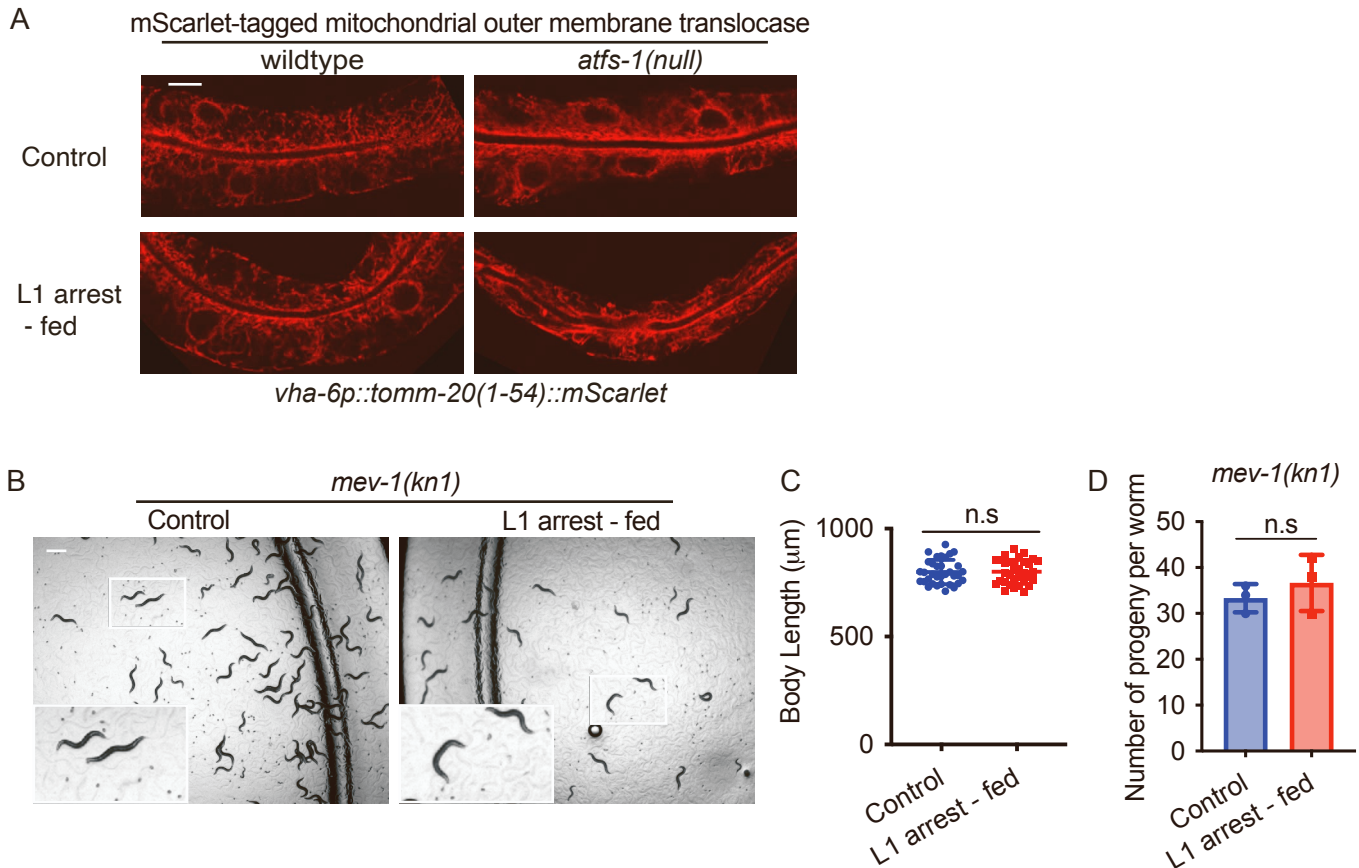 A
mScarlet-tagged mitochondrial outer membrane translocase
wildtype
atfs-1(null)
Control
L1 arrest
- fed
vha-6p::tomm-20(1-54)::mScarlet
B
mev-1(kn1)
Control
L1 arrest - fed
C
n.s
1000
500
0
Body Length (μm)
Control
L1 arrest - fed
D
mev-1(kn1)
n.s
50
40
30
20
10
0
Number of progeny per worm
Control
L1 arrest - fed